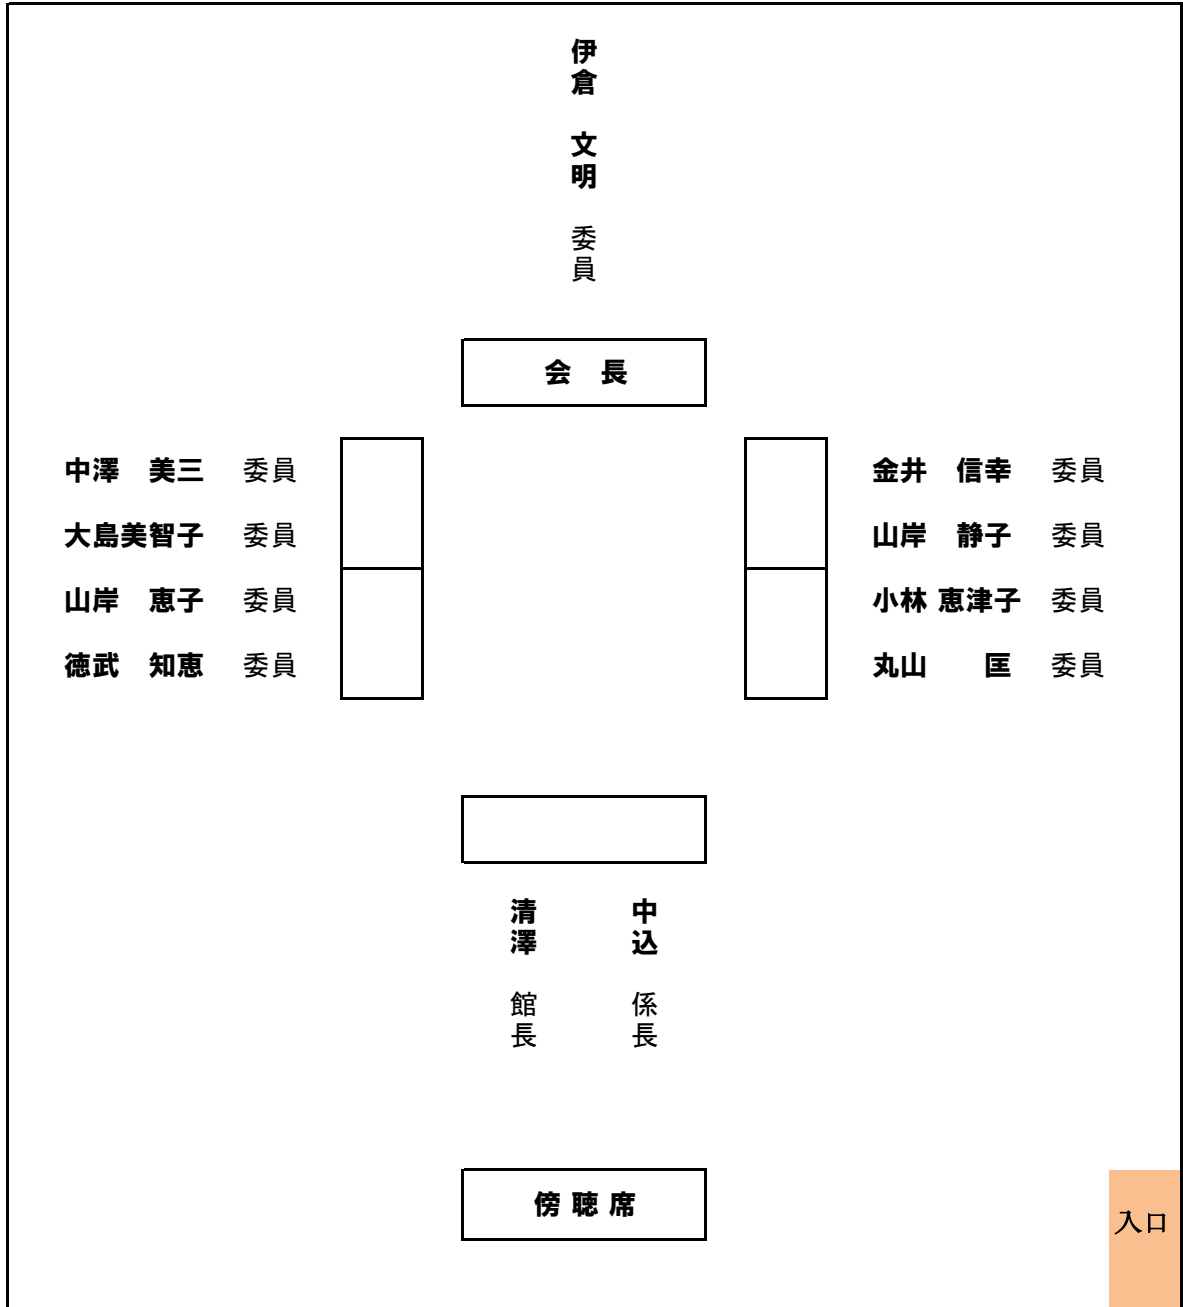 伊倉　文明　委員
会　長
中澤　美三　委員
大島美智子　委員
山岸　恵子　委員
徳武　知恵　委員
金井　信幸　委員
山岸　静子　委員
小林 恵津子　委員
丸山　　匡　委員
清澤　館長
中込　係長
傍 聴 席
入口